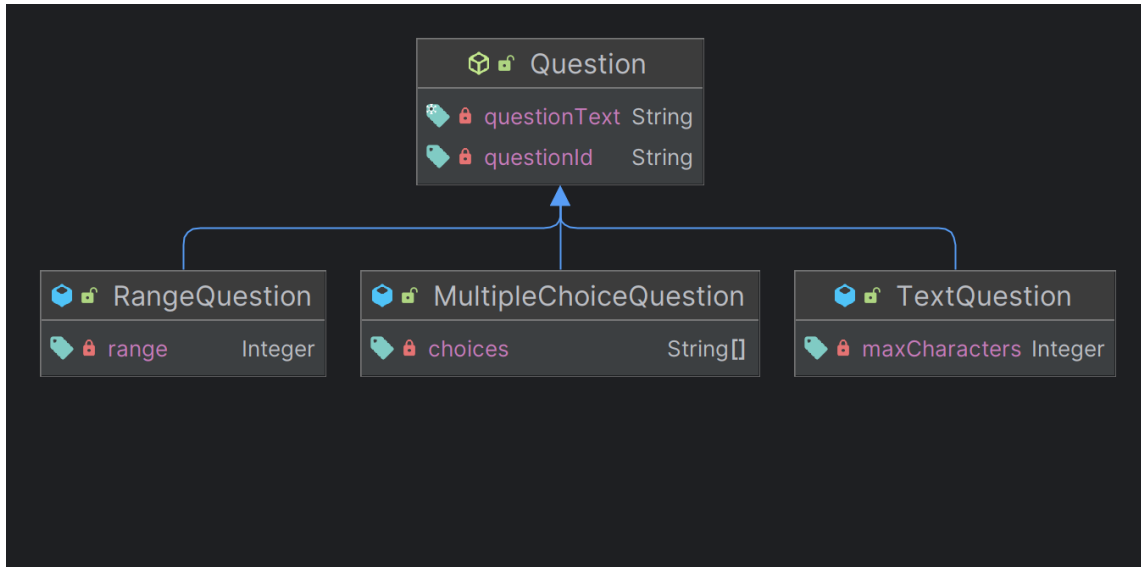 Question
questionText String
questionId String
RangeQuestion
range Integer
MultipleChoiceQuestion
choices String[]
TextQuestion
maxCharacters Integer